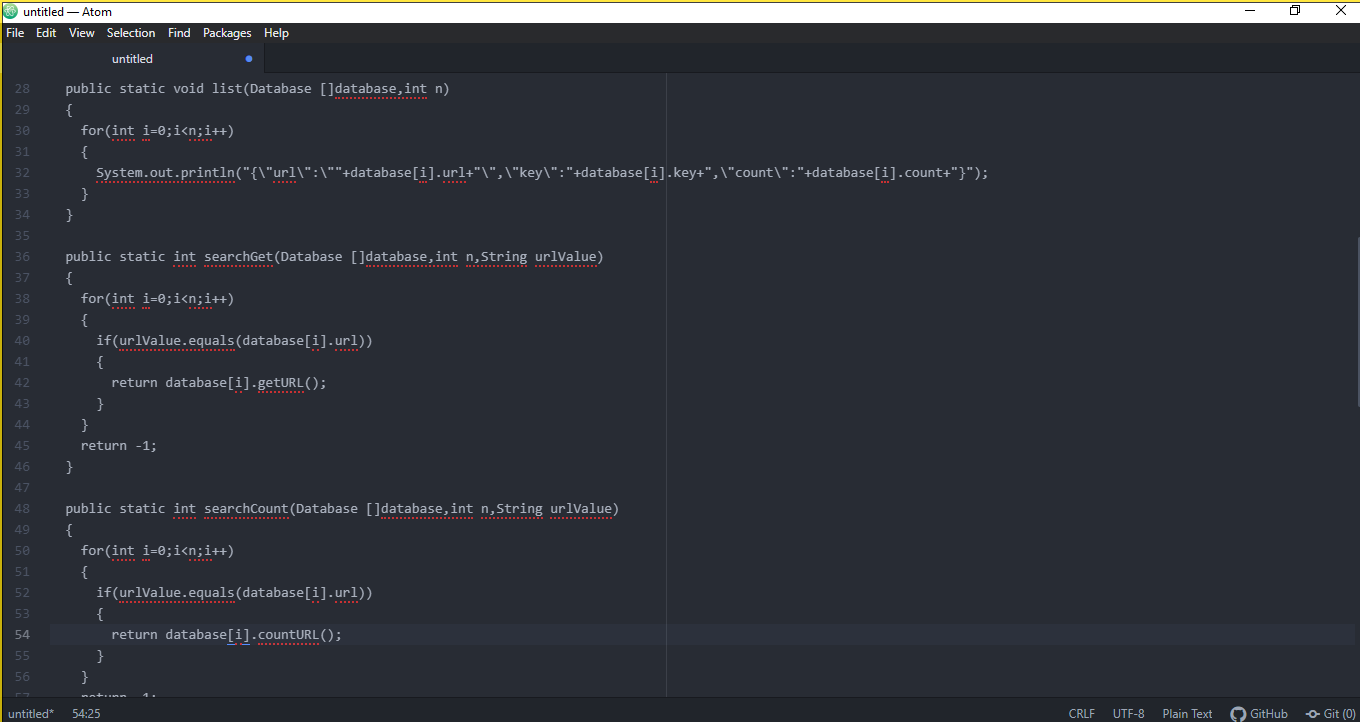 untitled — Atom
File Edit View Selection Find Packages Help
untitled
28 public static void list(Database []database,int n)
29 {
30 for(int i=0;i<n;i++)
31 {
32 System.out.println("{\"url\":\""+database[i].url+"\",\"key\":"+database[i].key+",\"count\":"+database[i].count+"}");
33 }
34 }
35
36 public static int searchGet(Database []database,int n,String urlValue)
37 {
38 for(int i=0;i<n;i++)
39 {
40 if(urlValue.equals(database[i].url))
41 {
42 return database[i].getURL();
43 }
44 }
45 return -1;
46 }
47
48 public static int searchCount(Database []database,int n,String urlValue)
49 {
50 for(int i=0;i<n;i++)
51 {
52 if(urlValue.equals(database[i].url))
53 {
54 return database[i].countURL();
55 }
56 }
57 return -1;
untitled* 54:25 CRLF UTF-8 Plain Text GitHub Git (0)